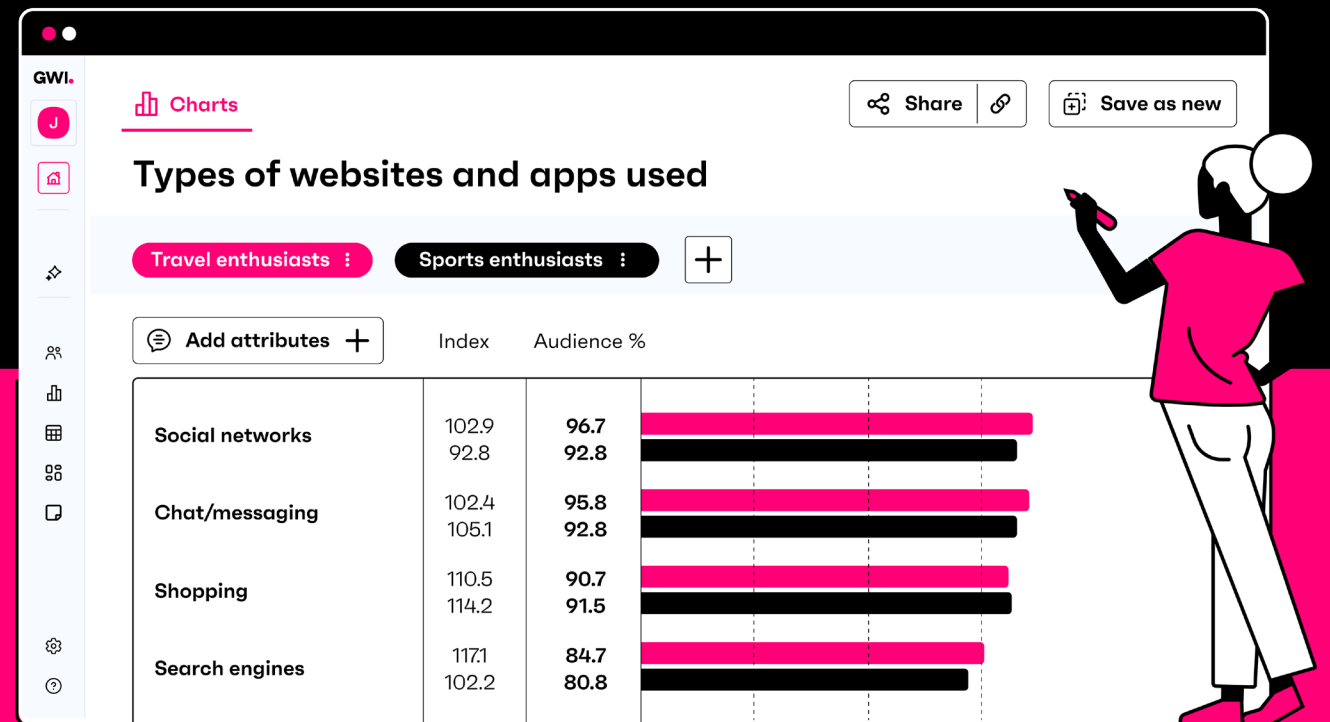 GWI.
J
Charts
Share
Save as new
Types of websites and apps used
Travel enthusiasts
Sports enthusiasts
Add attributes
Index
Audience %
Social networks
102.9 96.7
92.8 92.8
Chat/messaging
102.4 95.8
105.1 92.8
Shopping
110.5 90.7
114.2 91.5
Search engines
117.1 84.7
102.2 80.8